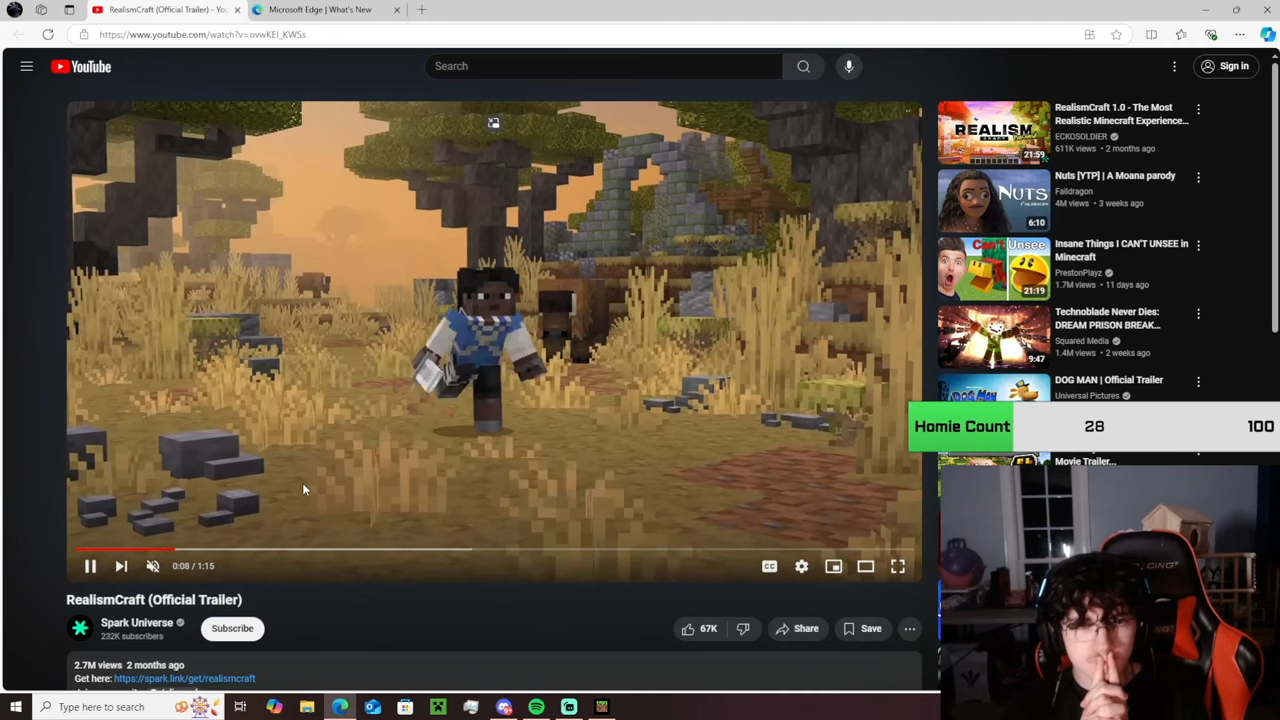 RealismCraft (Official Trailer) - Yo
Microsoft Edge | What's New
https://www.youtube.com/watch?v=ovwKEI_KWSs
YouTube
Search
Sign in
REALISM
21:59
RealismCraft 1.0 - The Most
Realistic Minecraft Experience...
ECKOSOLDIER
611K views • 2 months ago
NUTS
6:10
Nuts [YTP] | A Moana parody
Faildragon
4M views • 3 weeks ago
Can't Unsee
21:19
Insane Things I CAN'T UNSEE in
Minecraft
PrestonPlayz
1.7M views • 11 days ago
9:47
Technoblade Never Dies:
DREAM PRISON BREAK...
Squared Media
1.4M views • 2 weeks ago
DOG MAN
DOG MAN | Official Trailer
Universal Pictures
Homie Count 28 100
Movie Trailer...
0:08 / 1:15
CC
RealismCraft (Official Trailer)
Spark Universe
232K subscribers
Subscribe
67K
Share
Save
2.7M views 2 months ago
Get here: https://spark.link/get/realismcraft
RACING
Type here to search